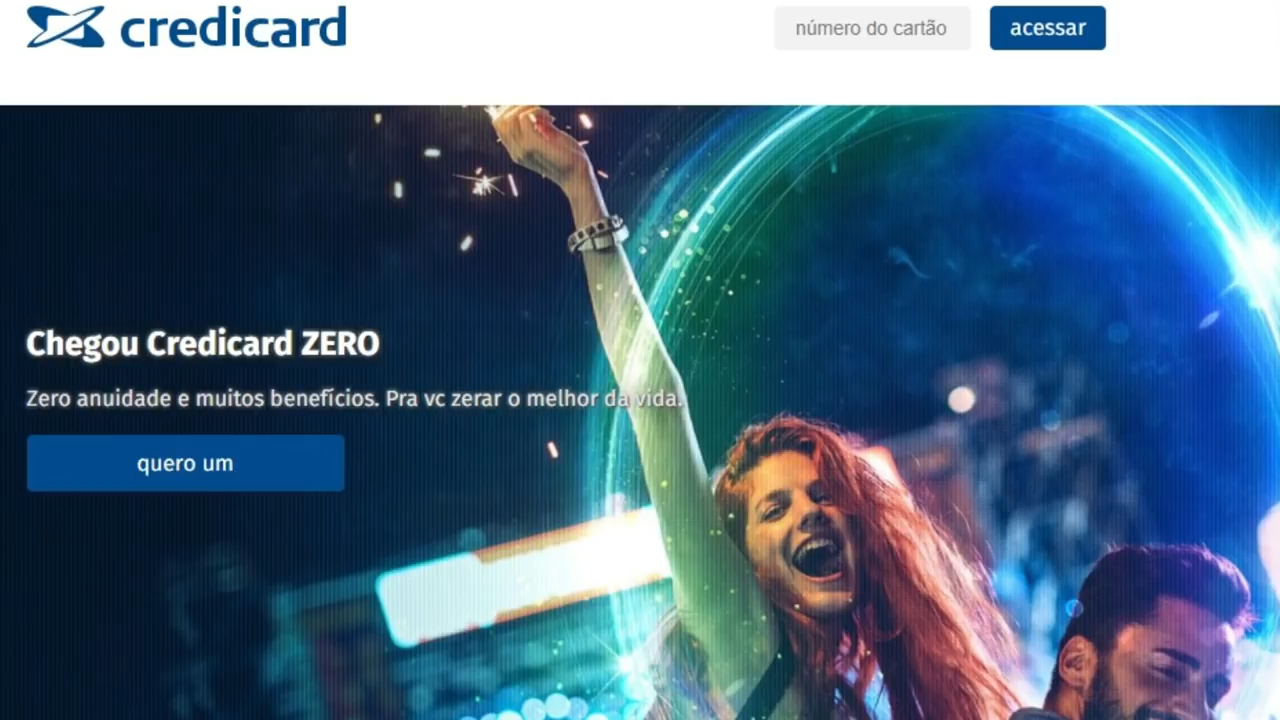 credicard
número do cartão
acessar
Chegou Credicard ZERO
Zero anuidade e muitos benefícios. Pra vc zerar o melhor da vida.
quero um